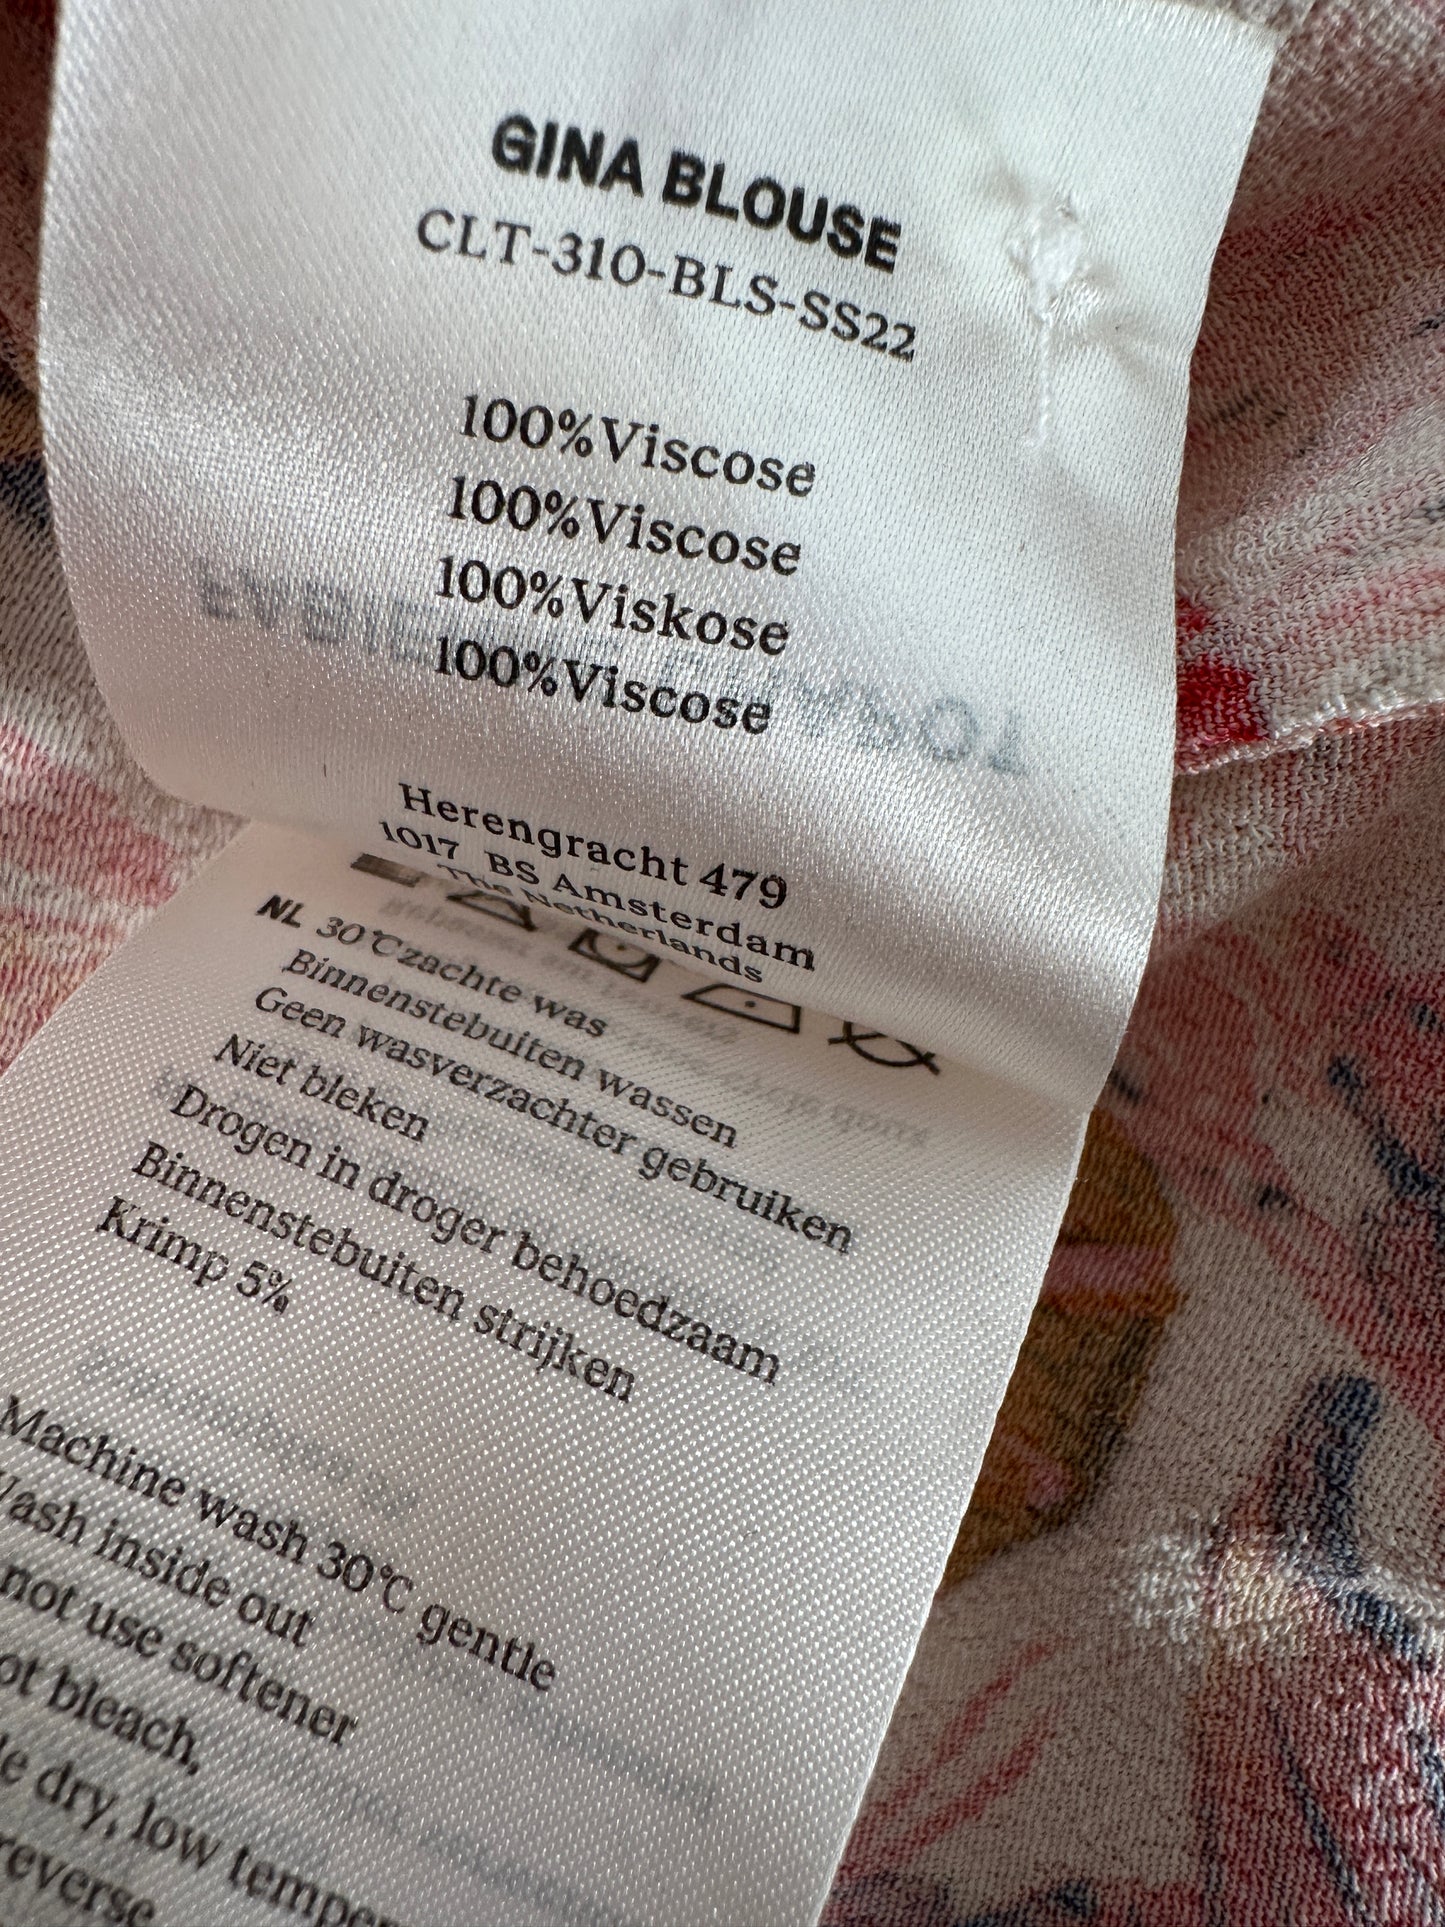 GINA BLOUSE
CLT-310-BLS-SS22
100%Viscose
100%Viscose
100%Viskose
100%Viscose
Herengracht 479
1017 BS Amsterdam
The Netherlands
NL 30°C zachte was
Binnenstebuiten wassen
Geen wasverzachter gebruiken
Niet bleken
Drogen in droger behoedzaam
Binnenstebuiten strijken
Krimp 5%
Machine wash 30°C gentle
inside out
not use softener
bleach,
dry, low